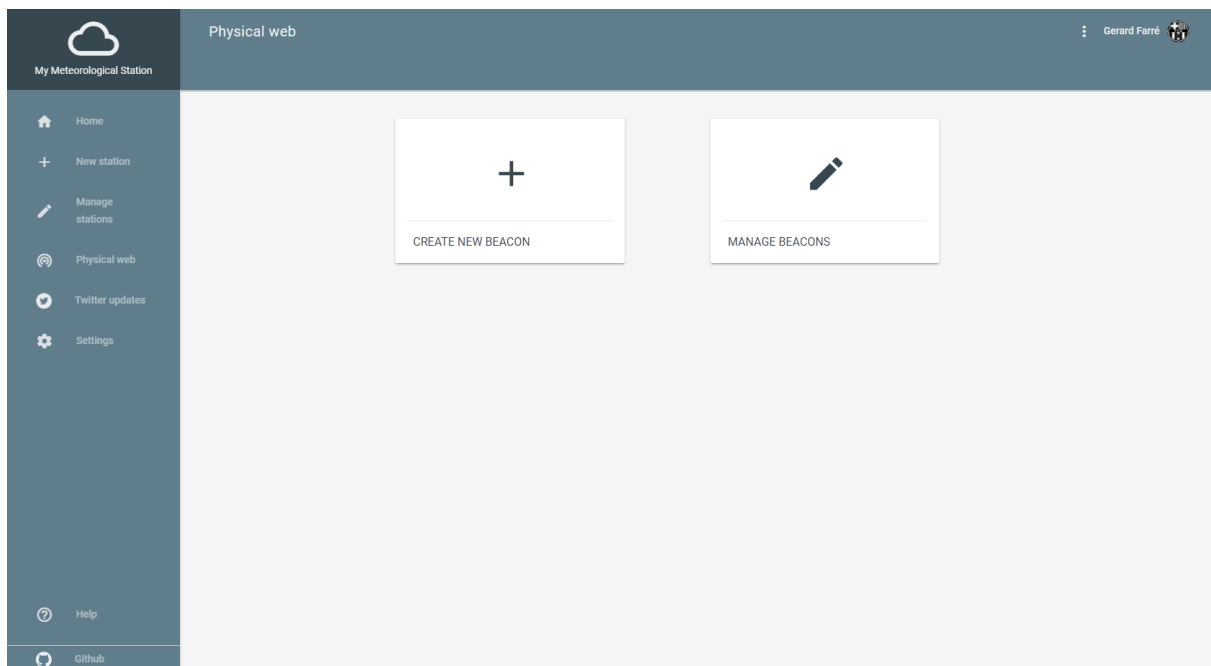 My Meteorological Station
Physical web
Gerard Farré
Home
New station
Manage
stations
Physical web
Twitter updates
Settings
Help
Github
CREATE NEW BEACON
MANAGE BEACONS